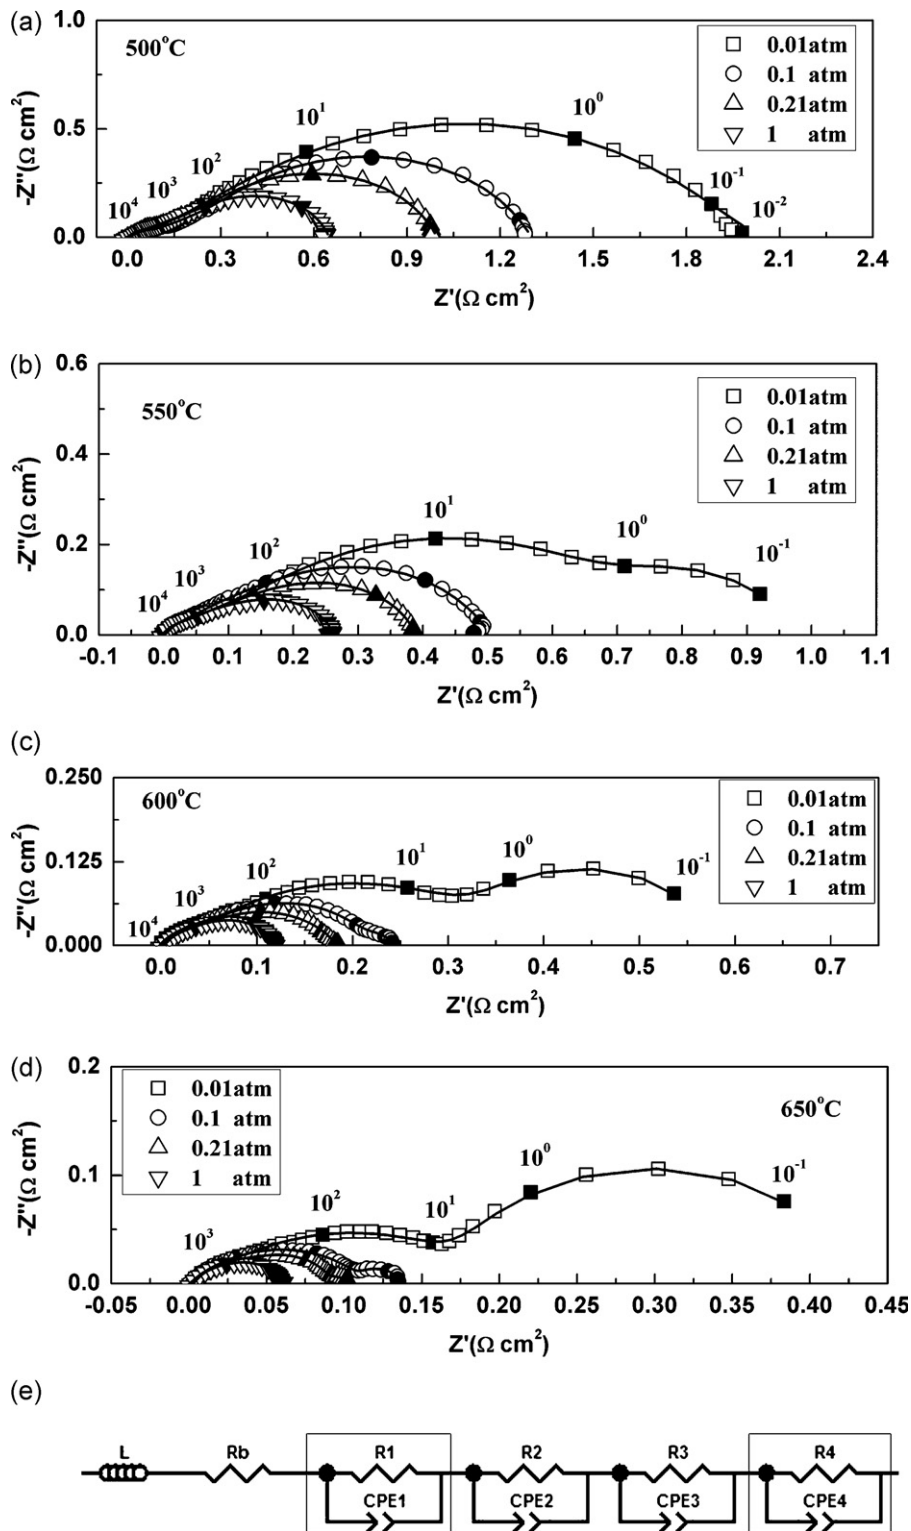 (a)
1.0
500°C
0.01atm
0.1 atm
0.21atm
1 atm
-Z''(Ω cm²)
0.5
0.0
10⁴
10³
10²
10¹
10⁰
10⁻¹
10⁻²
0.0 0.3 0.6 0.9 1.2 1.5 1.8 2.1 2.4
Z'(Ω cm²)
(b)
0.6
550°C
0.01atm
0.1 atm
0.21atm
1 atm
-Z''(Ω cm²)
0.4
0.2
0.0
10⁴
10³
10²
10¹
10⁰
10⁻¹
-0.1 0.0 0.1 0.2 0.3 0.4 0.5 0.6 0.7 0.8 0.9 1.0 1.1
Z'(Ω cm²)
(c)
0.250
600°C
0.01atm
0.1 atm
0.21atm
1 atm
-Z''(Ω cm²)
0.125
0.000
10⁴
10³
10²
10¹
10⁰
10⁻¹
0.0 0.1 0.2 0.3 0.4 0.5 0.6 0.7
Z'(Ω cm²)
(d)
0.2
0.01atm
0.1 atm
0.21atm
1 atm
650°C
-Z''(Ω cm²)
0.1
0.0
10³
10²
10¹
10⁰
10⁻¹
-0.05 0.00 0.05 0.10 0.15 0.20 0.25 0.30 0.35 0.40 0.45
Z'(Ω cm²)
(e)
L Rb R1 R2 R3 R4
CPE1 CPE2 CPE3 CPE4